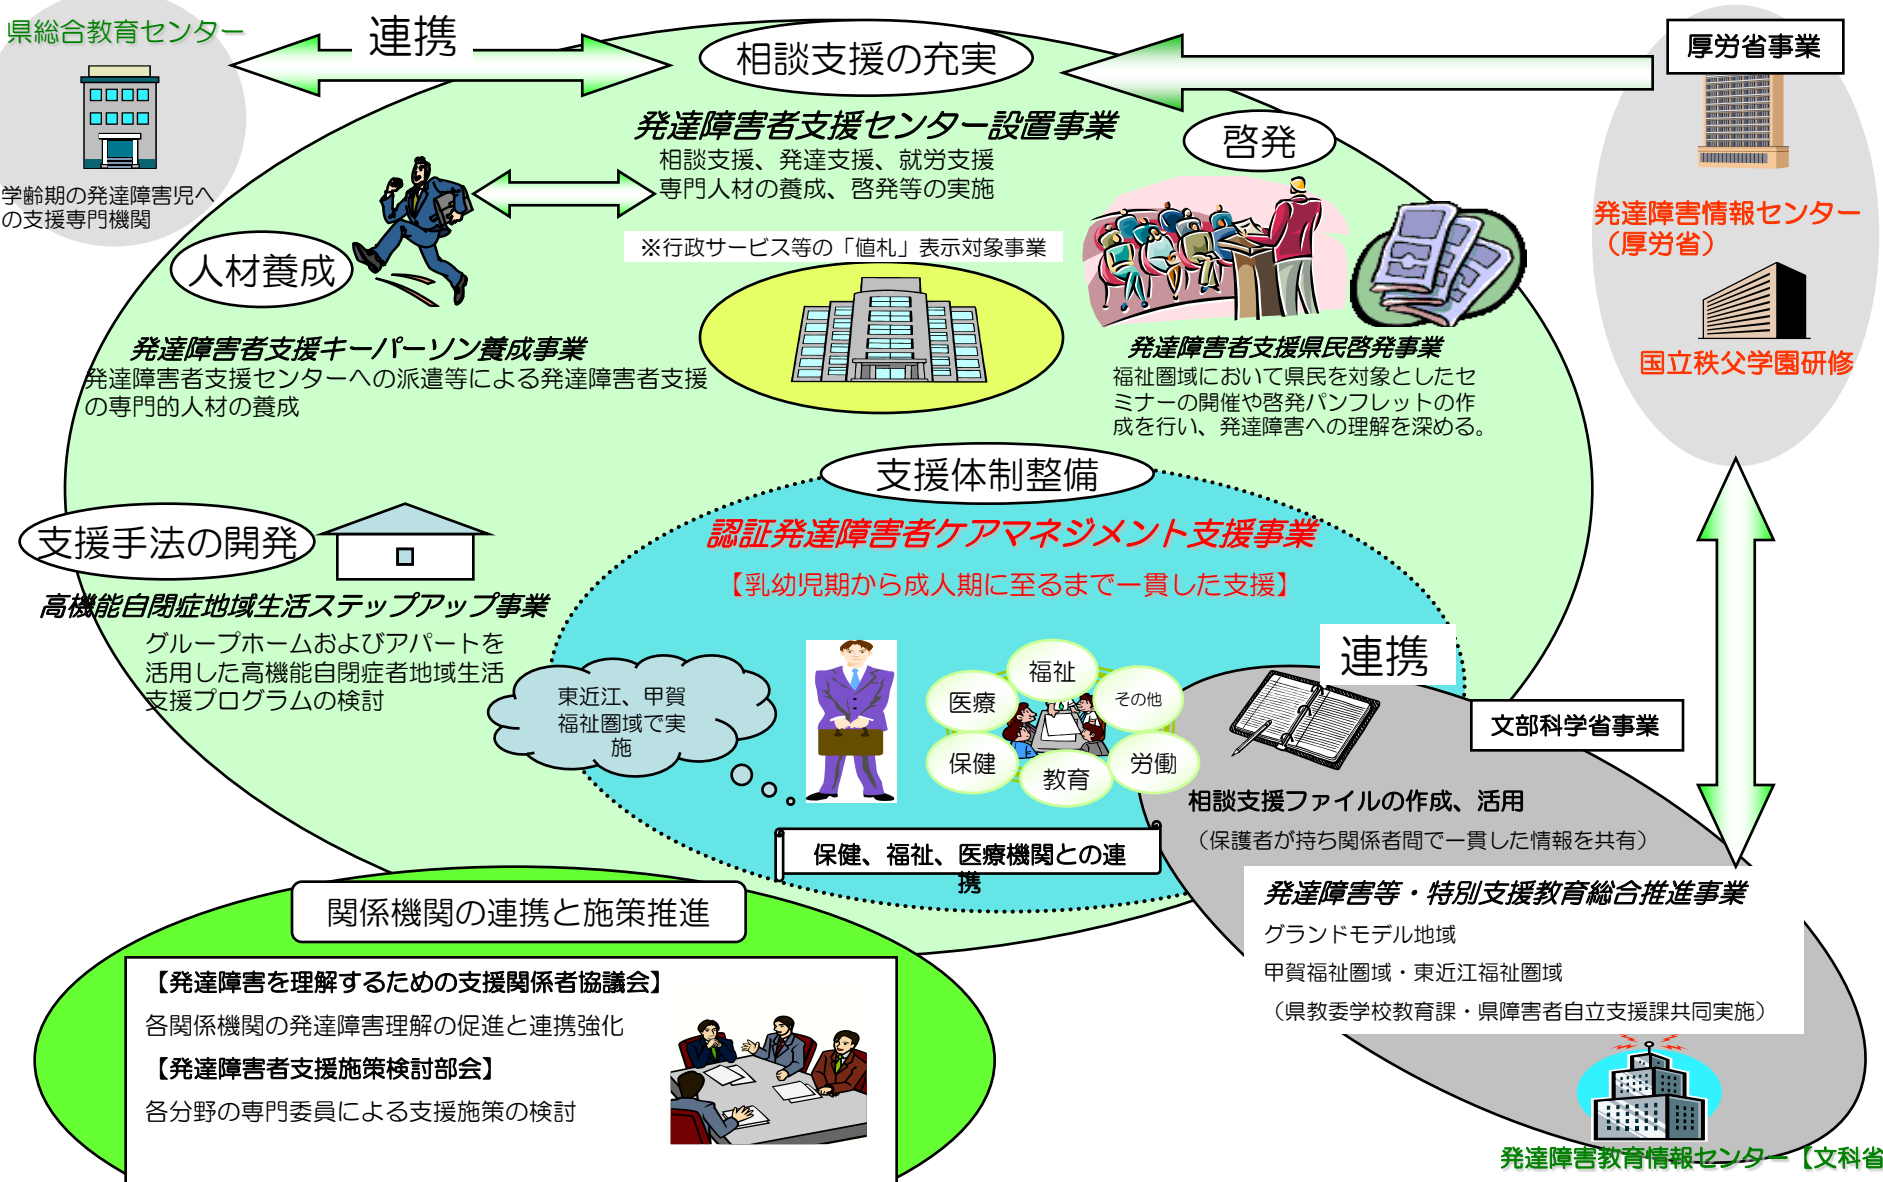 県総合教育センター
学齢期の発達障害児へ
の支援専門機関
連携
相談支援の充実
発達障害者支援センター設置事業
相談支援、発達支援、就労支援
専門人材の養成、啓発等の実施
※行政サービス等の「値札」表示対象事業
啓発
発達障害者支援県民啓発事業
福祉圏域において県民を対象としたセ
ミナーの開催や啓発パンフレットの作
成を行い、発達障害への理解を深める。
厚労省事業
発達障害情報センター
（厚労省）
国立秩父学園研修
人材養成
発達障害者支援キーパーソン養成事業
発達障害者支援センターへの派遣等による発達障害者支援
の専門的人材の養成
支援手法の開発
高機能自閉症地域生活ステップアップ事業
グループホームおよびアパートを
活用した高機能自閉症者地域生活
支援プログラムの検討
支援体制整備
認証発達障害者ケアマネジメント支援事業
【乳幼児期から成人期に至るまで一貫した支援】
東近江、甲賀
福祉圏域で実
施
福祉
医療
その他
保健
教育
労働
保健、福祉、医療機関との連
携
連携
文部科学省事業
相談支援ファイルの作成、活用
（保護者が持ち関係者間で一貫した情報を共有）
発達障害等・特別支援教育総合推進事業
グランドモデル地域
甲賀福祉圏域・東近江福祉圏域
（県教委学校教育課・県障害者自立支援課共同実施）
発達障害教育情報センター【文科省
関係機関の連携と施策推進
【発達障害を理解するための支援関係者協議会】
各関係機関の発達障害理解の促進と連携強化
【発達障害者支援施策検討部会】
各分野の専門委員による支援施策の検討